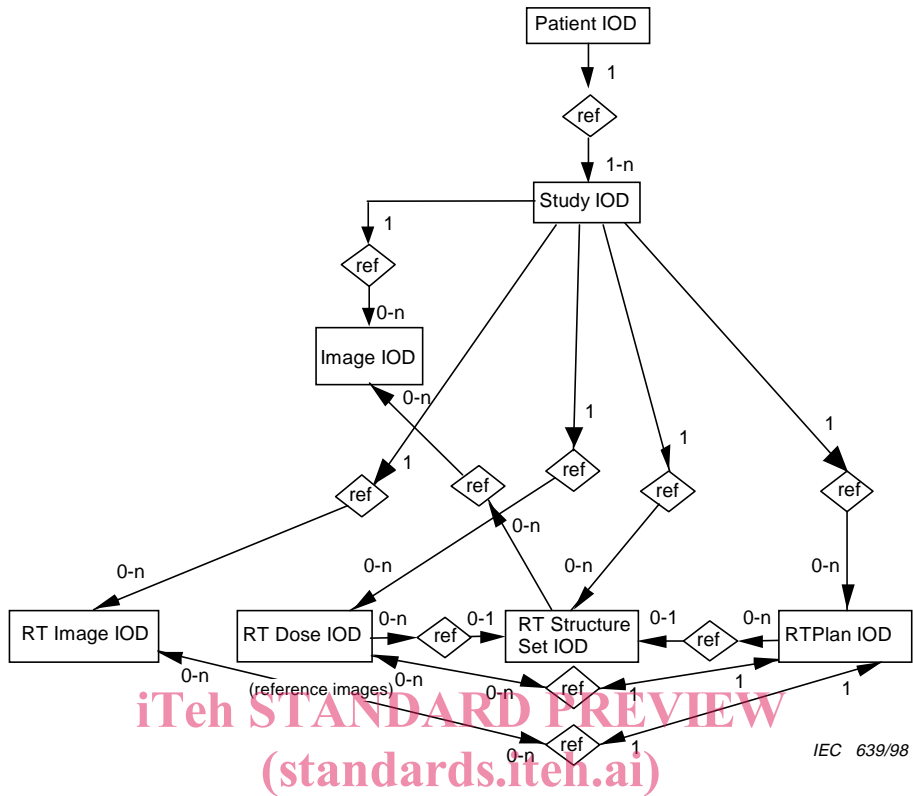 Patient IOD
1
ref
1-n
Study IOD
1
ref
0-n
Image IOD
0-n
1
1
1
1
ref
ref
ref
ref
ref
0-n
0-n
0-n
0-n
0-n
RT Image IOD
RT Dose IOD
0-n
ref
0-1
RT Structure
Set IOD
0-1
ref
0-n
RTPlan IOD
0-n
(reference images)
0-n
0-n
ref
1
1
1
iTeh STANDARD PREVIEW
0-n
ref
1
IEC 639/98
(standards.iteh.ai)